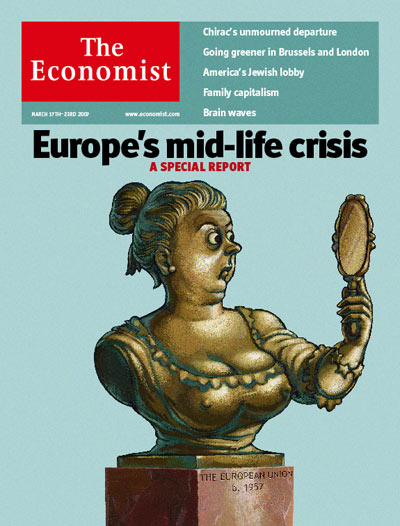 The
Economist
MARCH 17TH-23RD 2007
www.economist.com
Chirac's unmourned departure
Going greener in Brussels and London
America's Jewish lobby
Family capitalism
Brain waves
Europe's mid-life crisis
A SPECIAL REPORT
THE EUROPEAN UNION
b. 1957